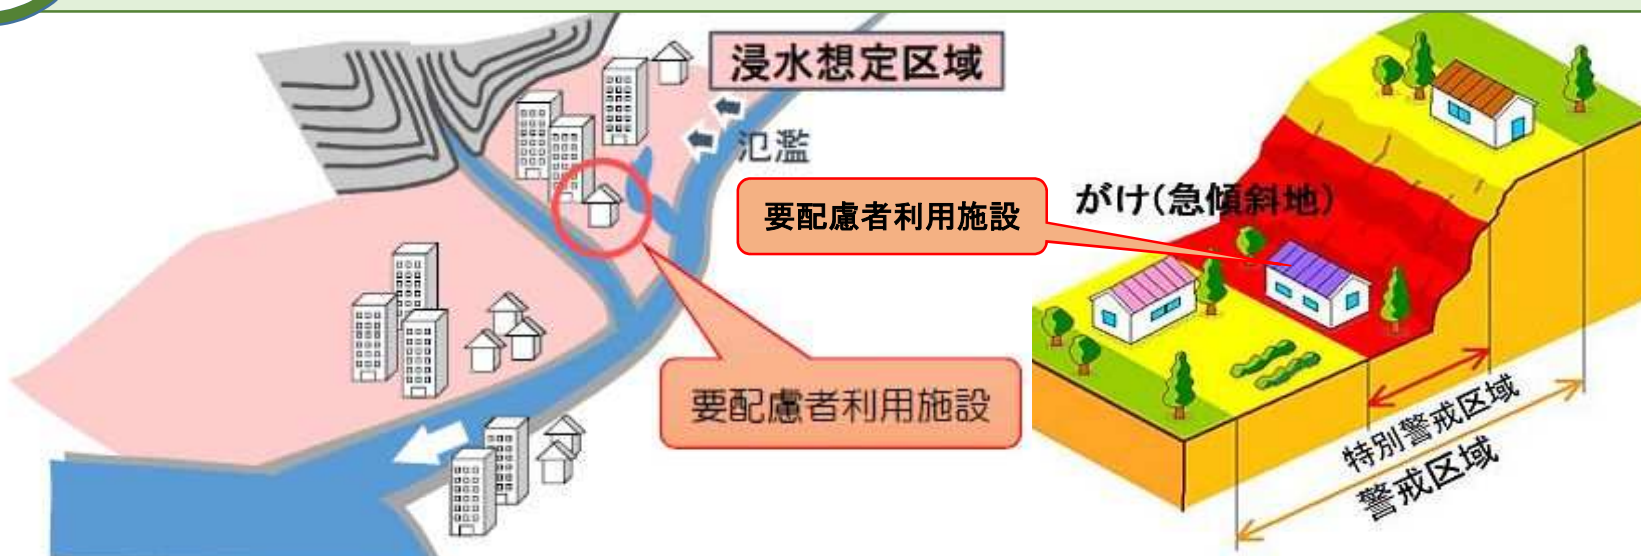 浸水想定区域
氾濫
要配慮者利用施設
要配慮者利用施設
がけ(急傾斜地)
特別警戒区域
警戒区域